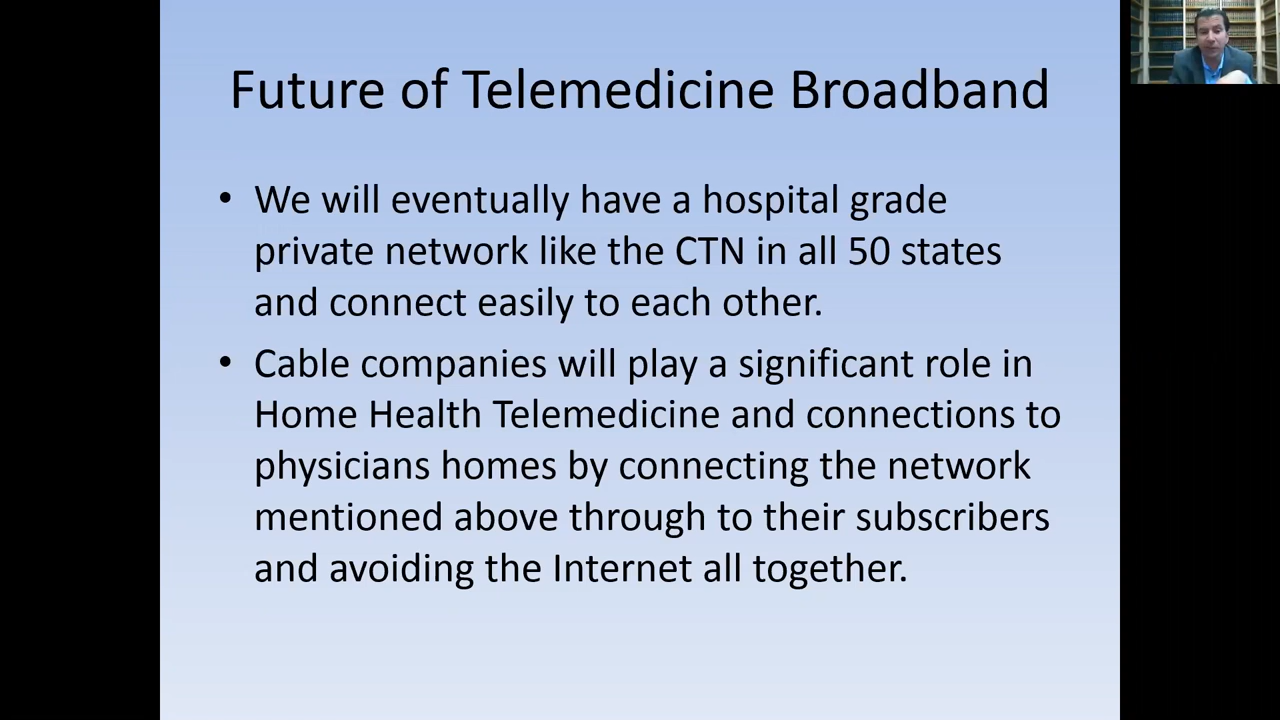 Future of Telemedicine Broadband
• We will eventually have a hospital grade
private network like the CTN in all 50 states
and connect easily to each other.
• Cable companies will play a significant role in
Home Health Telemedicine and connections to
physicians homes by connecting the network
mentioned above through to their subscribers
and avoiding the Internet all together.